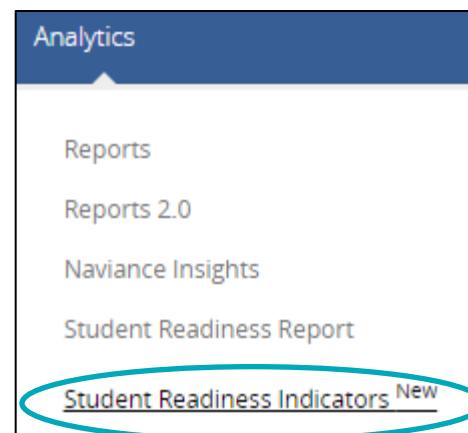 Analytics
Reports
Reports 2.0
Naviance Insights
Student Readiness Report
Student Readiness Indicators New